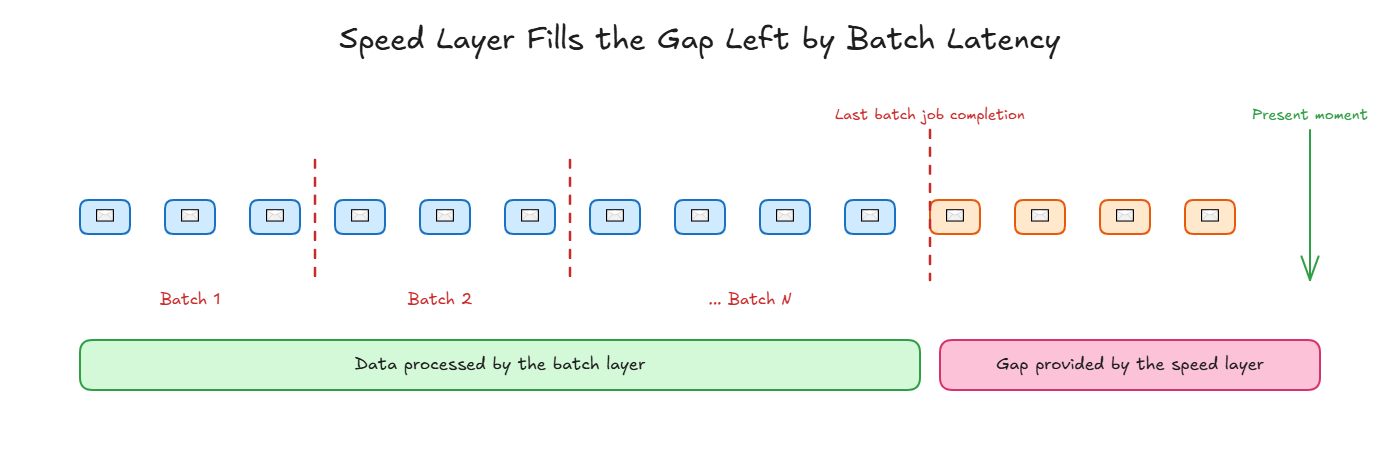 Speed Layer Fills the Gap Left by Batch Latency
Last batch job completion
Present moment
Batch 1
Batch 2
... Batch N
Data processed by the batch layer
Gap provided by the speed layer